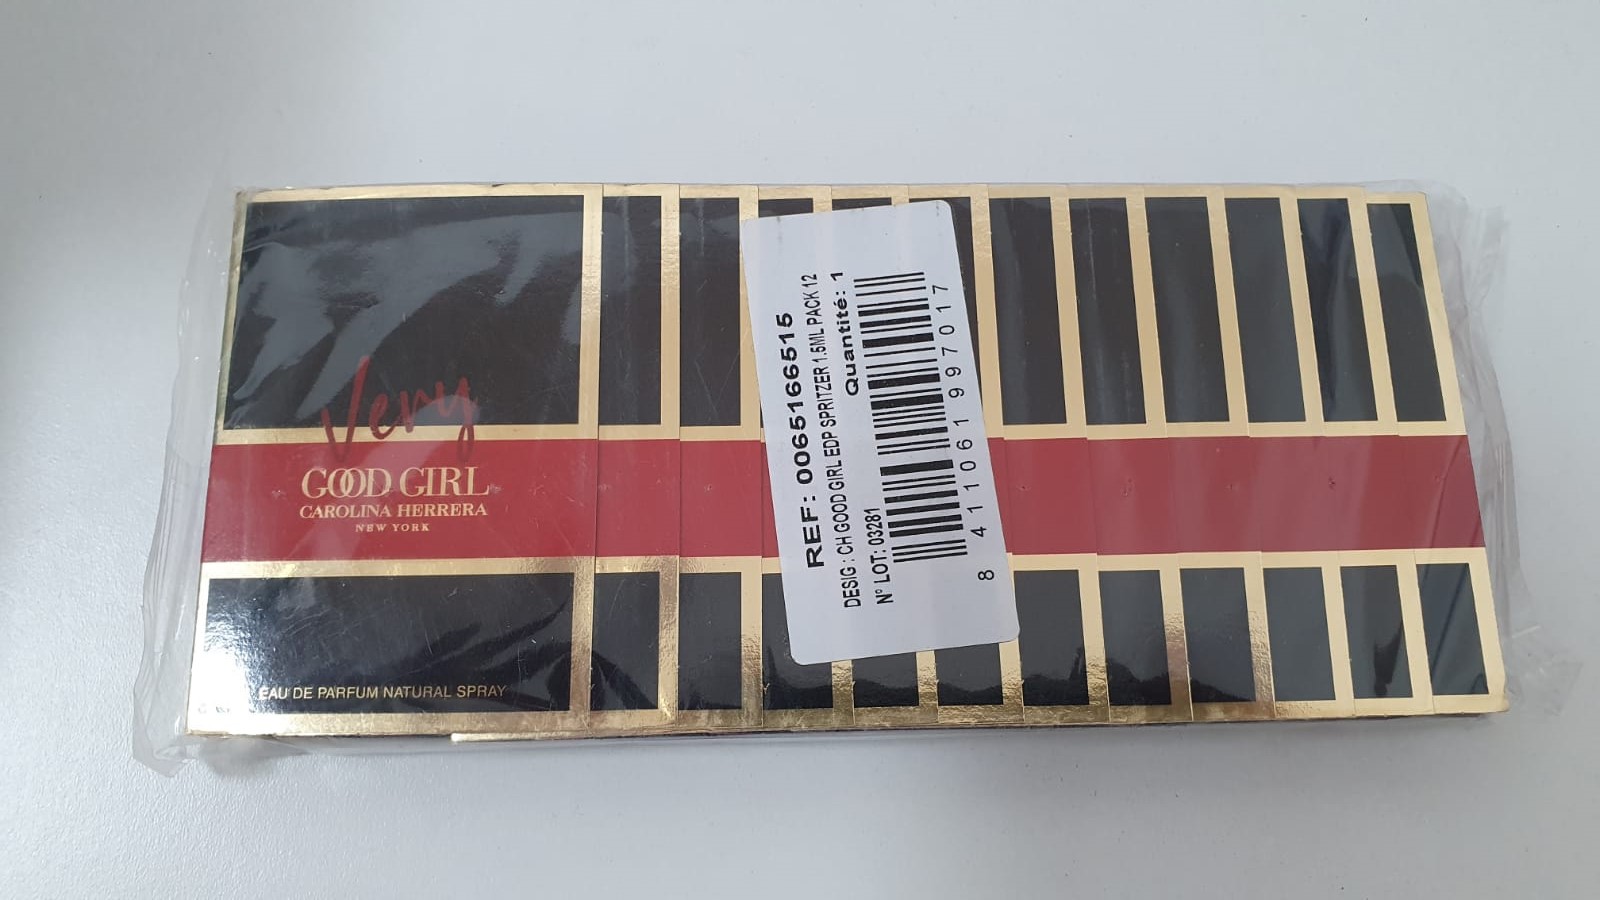 Very
GOOD GIRL
CAROLINA HERRERA
NEW YORK
EAU DE PARFUM NATURAL SPRAY
Y
REF: 0065166515
DESIG : CH GOOD GIRL EDP SPRITZER 1.5ML PACK 12
Quantité: 1
Nº LOT: 03281
8 411061 997017